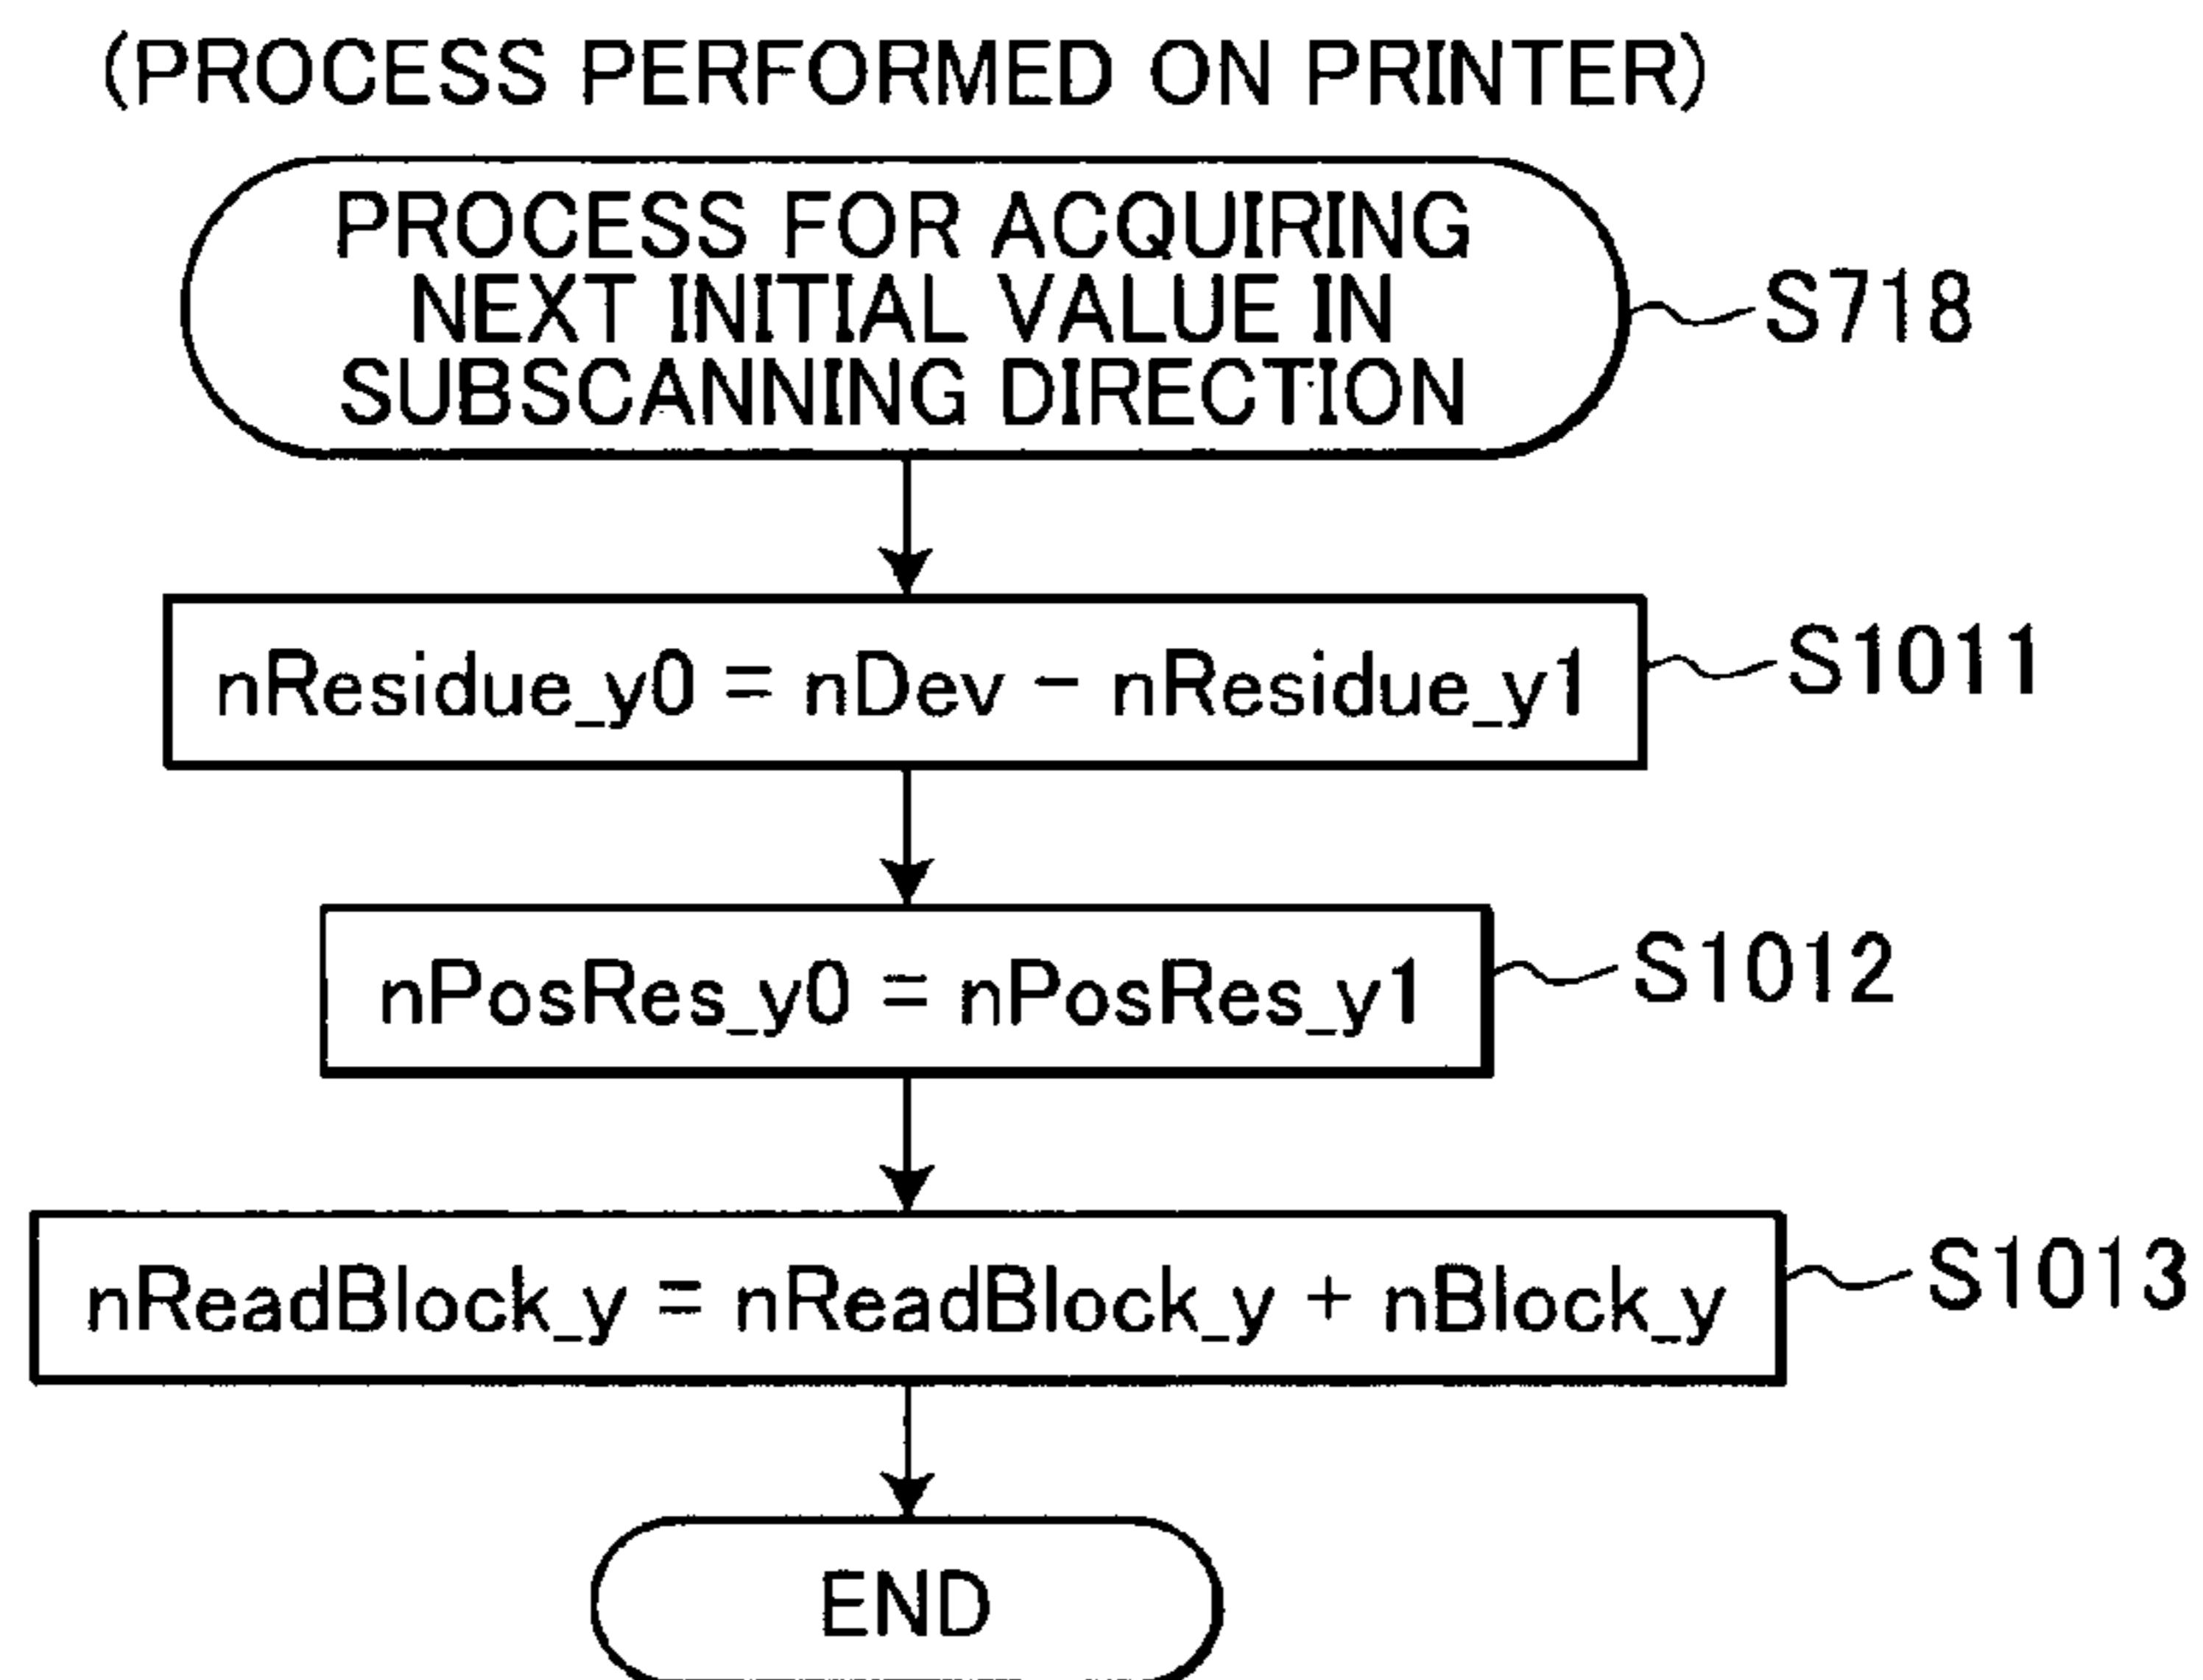 (PROCESS PERFORMED ON PRINTER)
PROCESS FOR ACQUIRING
NEXT INITIAL VALUE IN
SUBSCANNING DIRECTION
S718
nResidue_y0 = nDev - nResidue_y1
S1011
nPosRes_y0 = nPosRes_y1
S1012
nReadBlock_y = nReadBlock_y + nBlock_y
S1013
END